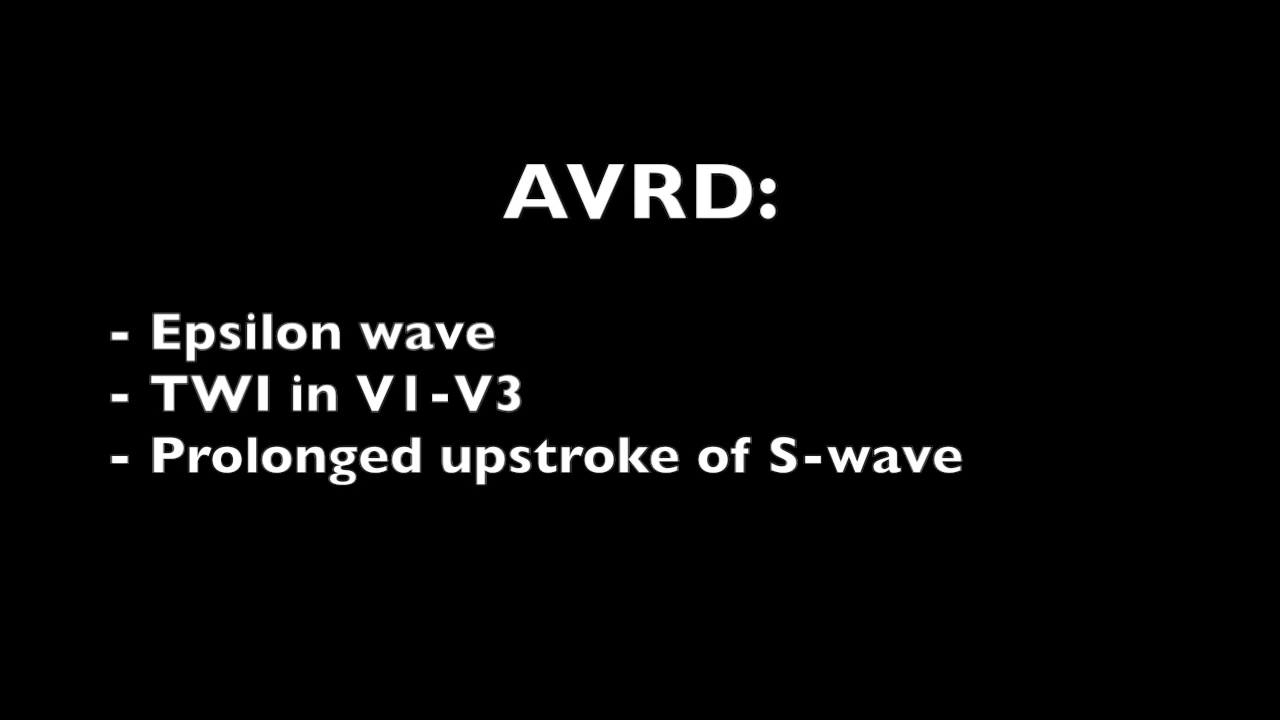 AVRD:
- Epsilon wave
- TWI in V1-V3
- Prolonged upstroke of S-wave